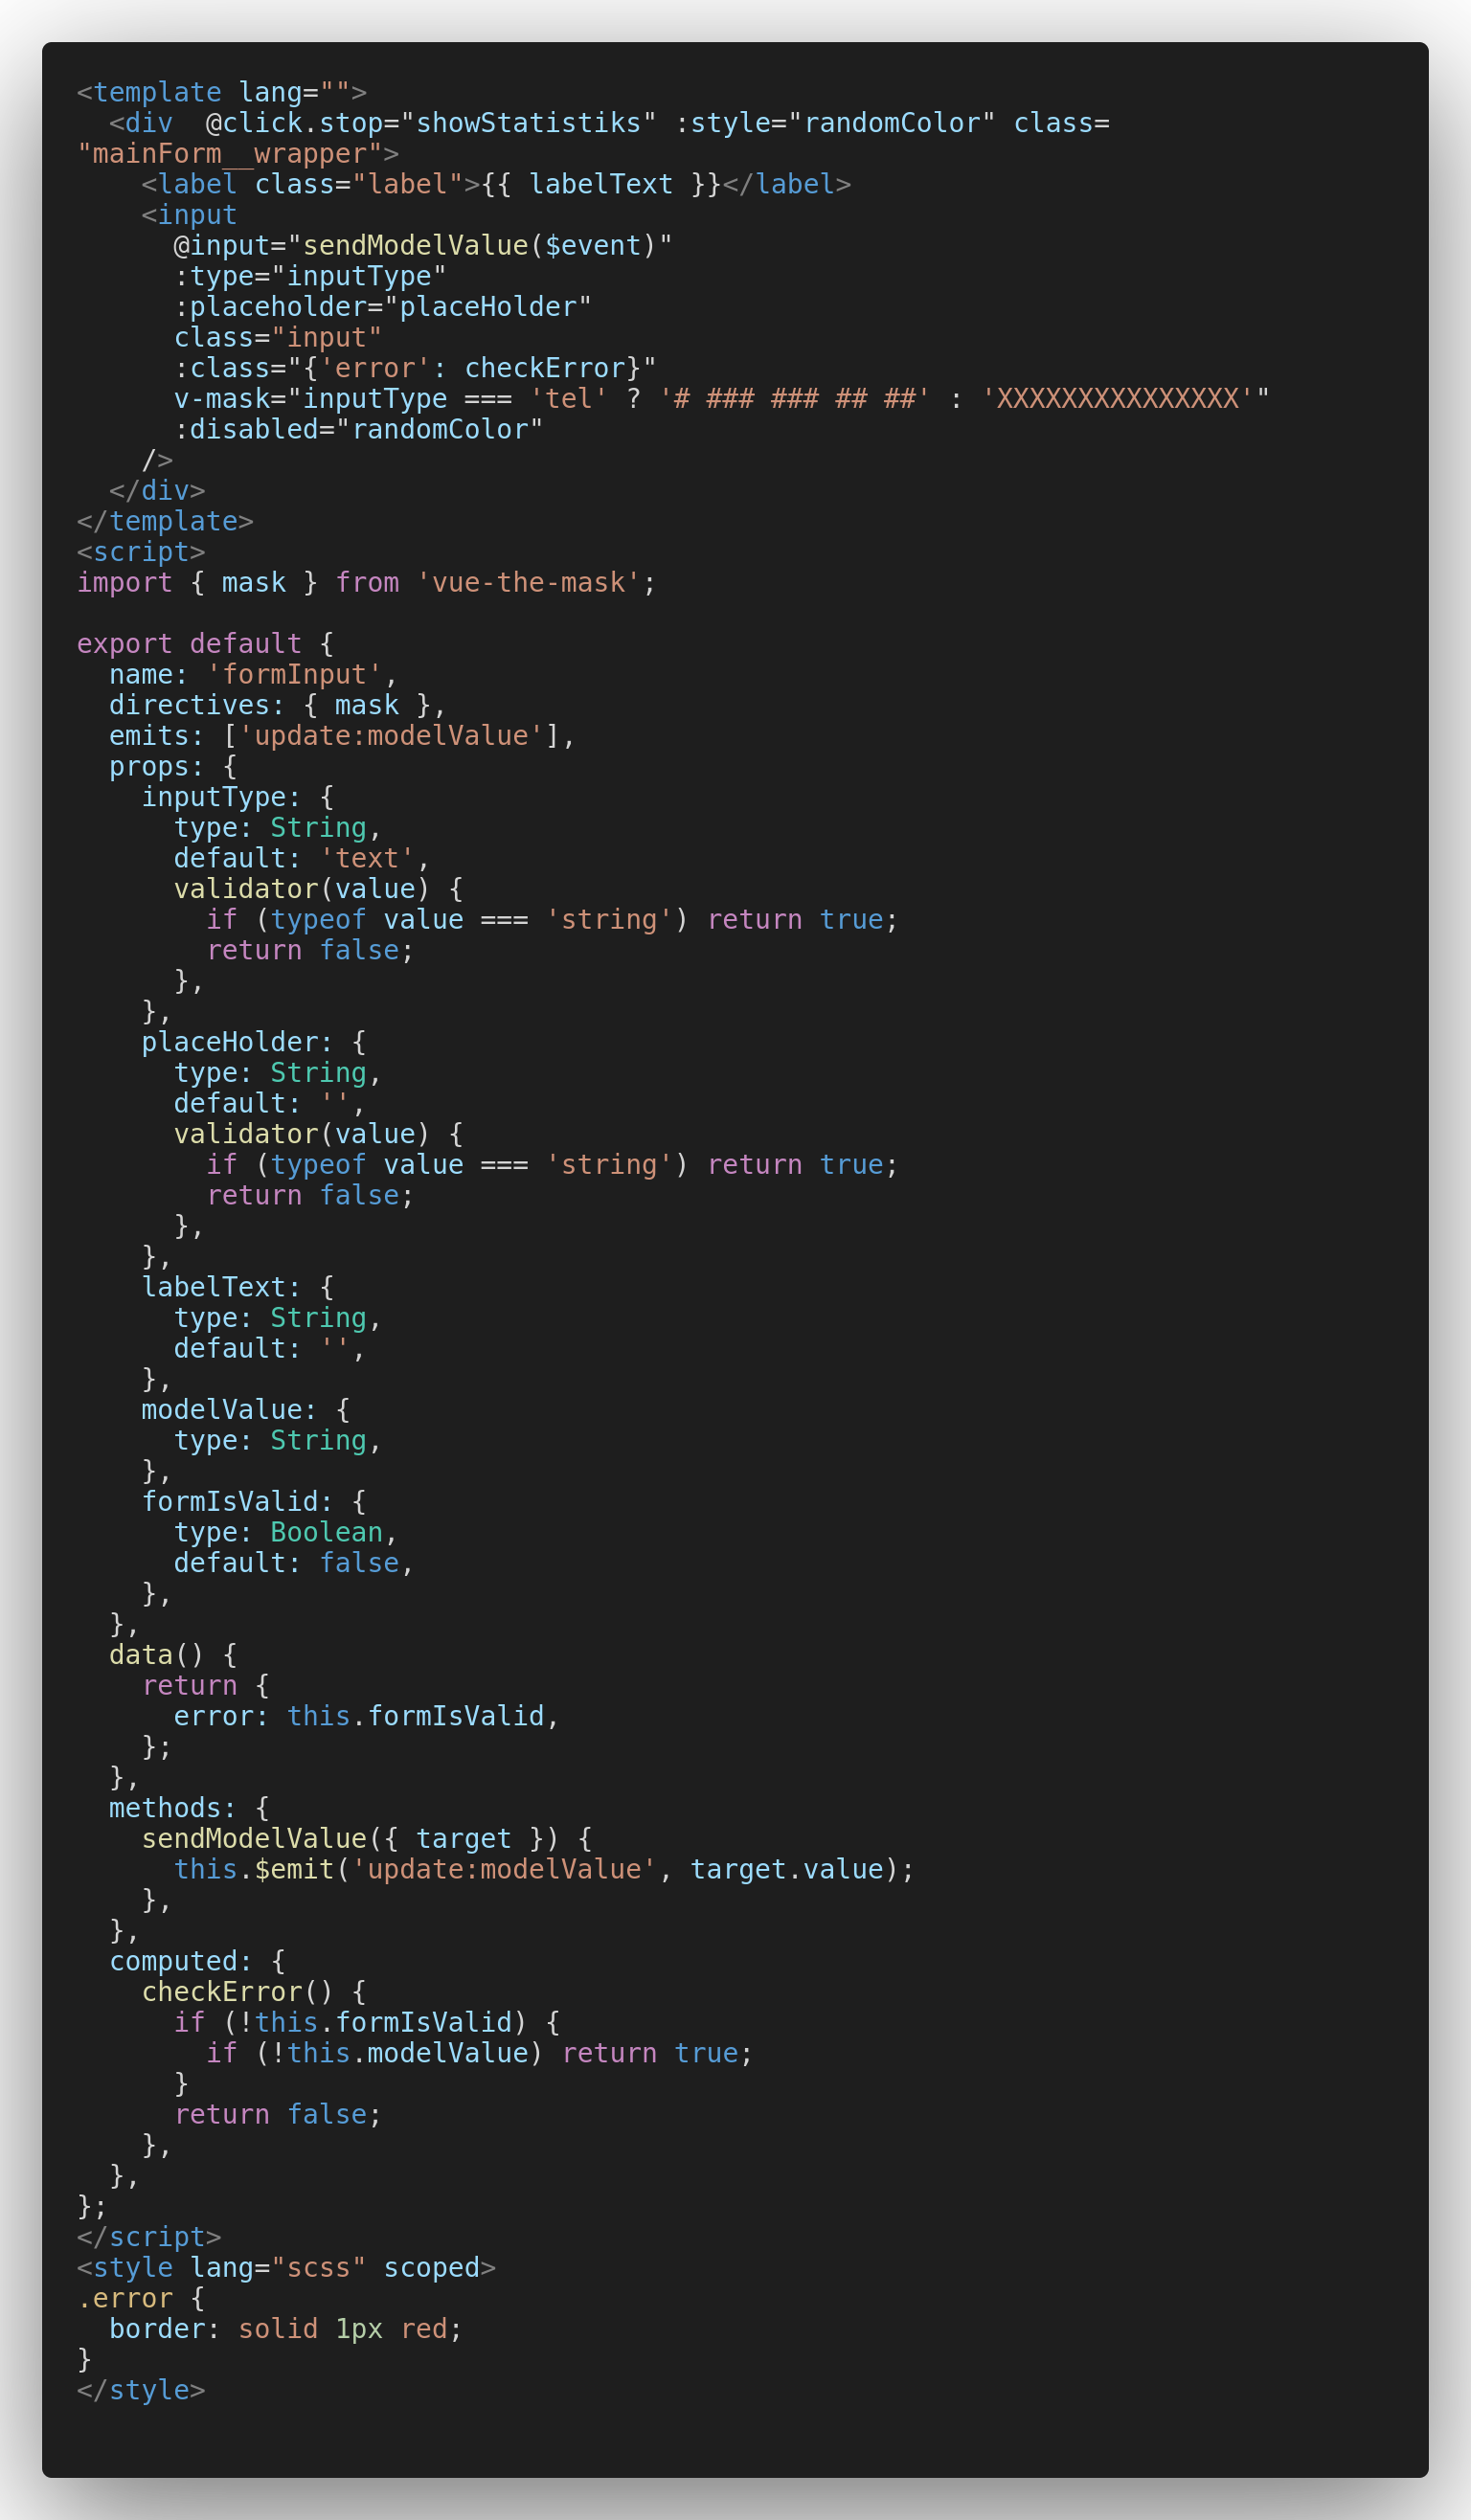 <template lang="">
  <div  @click.stop="showStatistiks" :style="randomColor" class=
"mainForm__wrapper">
    <label class="label">{{ labelText }}</label>
    <input
      @input="sendModelValue($event)"
      :type="inputType"
      :placeholder="placeHolder"
      class="input"
      :class="{'error': checkError}"
      v-mask="inputType === 'tel' ? '# ### ### ## ##' : 'XXXXXXXXXXXXXXX'"
      :disabled="randomColor"
    />
  </div>
</template>
<script>
import { mask } from 'vue-the-mask';

export default {
  name: 'formInput',
  directives: { mask },
  emits: ['update:modelValue'],
  props: {
    inputType: {
      type: String,
      default: 'text',
      validator(value) {
        if (typeof value === 'string') return true;
        return false;
      },
    },
    placeHolder: {
      type: String,
      default: '',
      validator(value) {
        if (typeof value === 'string') return true;
        return false;
      },
    },
    labelText: {
      type: String,
      default: '',
    },
    modelValue: {
      type: String,
    },
    formIsValid: {
      type: Boolean,
      default: false,
    },
  },
  data() {
    return {
      error: this.formIsValid,
    };
  },
  methods: {
    sendModelValue({ target }) {
      this.$emit('update:modelValue', target.value);
    },
  },
  computed: {
    checkError() {
      if (!this.formIsValid) {
        if (!this.modelValue) return true;
      }
      return false;
    },
  },
};
</script>
<style lang="scss" scoped>
.error {
  border: solid 1px red;
}
</style>